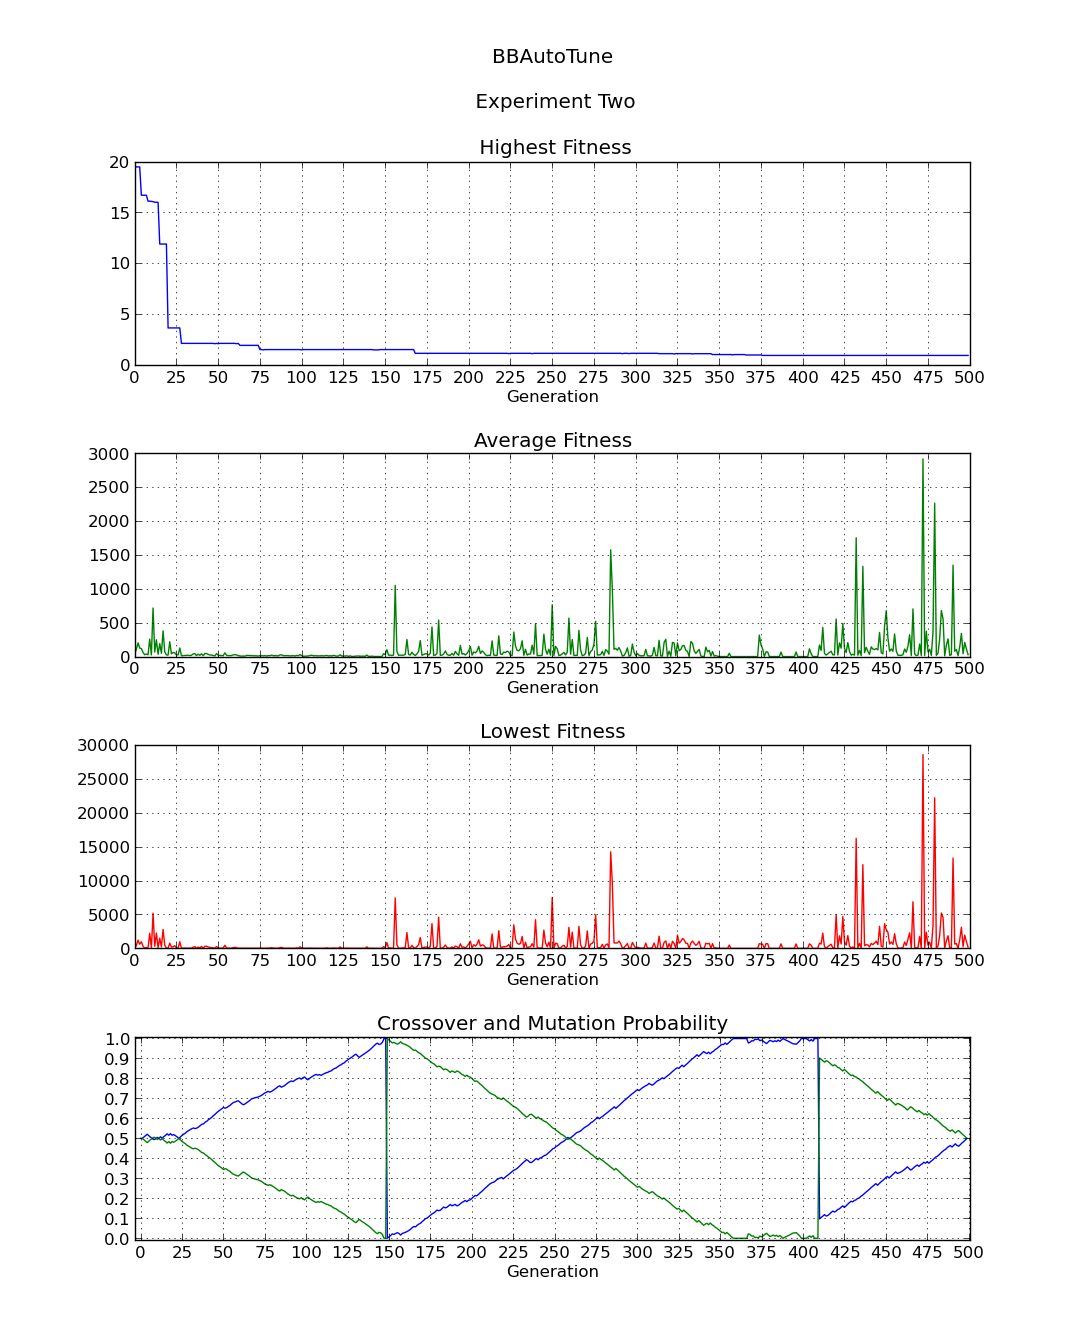 BBAutoTune
Experiment Two
Highest Fitness
20
15
10
5
0
0 25 50 75 100 125 150 175 200 225 250 275 300 325 350 375 400 425 450 475 500
Generation
Average Fitness
3000
2500
2000
1500
1000
500
0
0 25 50 75 100 125 150 175 200 225 250 275 300 325 350 375 400 425 450 475 500
Generation
Lowest Fitness
30000
25000
20000
15000
10000
5000
0
0 25 50 75 100 125 150 175 200 225 250 275 300 325 350 375 400 425 450 475 500
Generation
Crossover and Mutation Probability
1.0
0.9
0.8
0.7
0.6
0.5
0.4
0.3
0.2
0.1
0.0
0 25 50 75 100 125 150 175 200 225 250 275 300 325 350 375 400 425 450 475 500
Generation